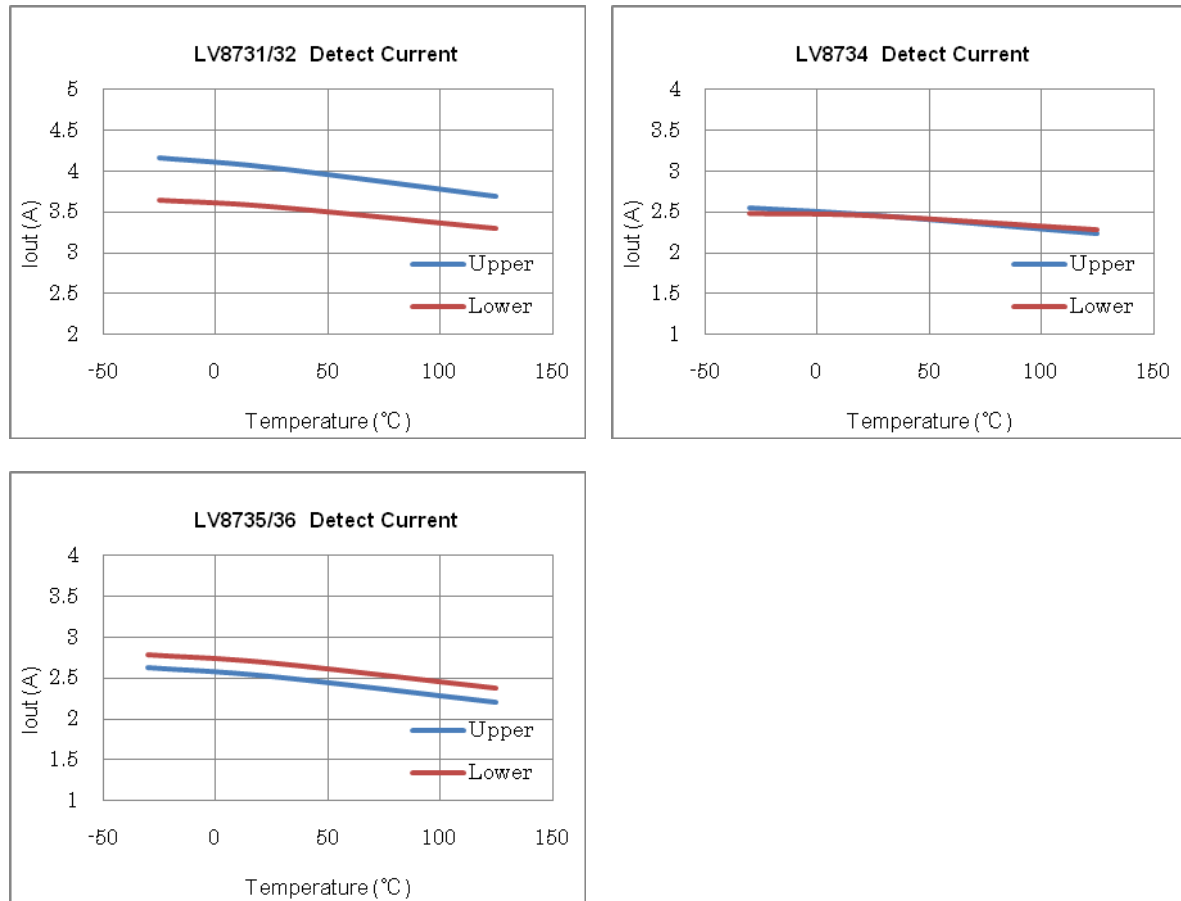 LV8731/32 Detect Current
5
4.5
4
3.5
3
2.5
2
Iout (A)
Upper
Lower
-50 0 50 100 150
Temperature (℃)
LV8734 Detect Current
4
3.5
3
2.5
2
1.5
1
Iout (A)
Upper
Lower
-50 0 50 100 150
Temperature (℃)
LV8735/36 Detect Current
4
3.5
3
2.5
2
1.5
1
Iout (A)
Upper
Lower
-50 0 50 100 150
Temperature (℃)